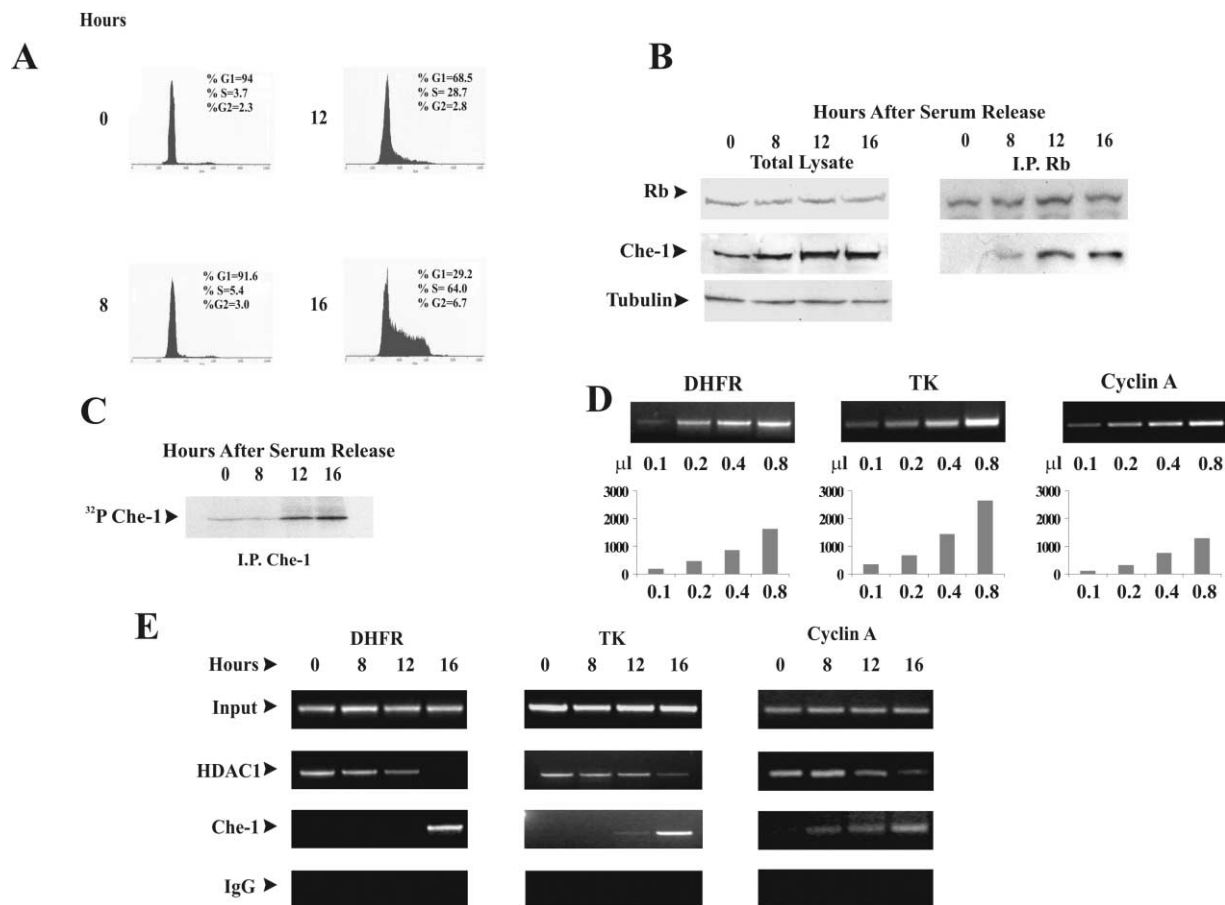 Hours
A
0
% G1=94
% S=3.7
%G2=2.3
12
% G1=68.5
% S= 28.7
% G2=2.8
8
% G1=91.6
% S=5.4
%G2=3.0
16
% G1=29.2
% S= 64.0
% G2=6.7
B
Hours After Serum Release
0 8 12 16
Total Lysate
0 8 12 16
I.P. Rb
Rb
Che-1
Tubulin
C
Hours After Serum Release
0 8 12 16
³²P Che-1
I.P. Che-1
D
DHFR
TK
Cyclin A
µl 0.1 0.2 0.4 0.8
µl 0.1 0.2 0.4 0.8
µl 0.1 0.2 0.4 0.8
3000
2000
1000
0
0.1 0.2 0.4 0.8
3000
2000
1000
0
0.1 0.2 0.4 0.8
3000
2000
1000
0
0.1 0.2 0.4 0.8
E
DHFR
TK
Cyclin A
Hours 0 8 12 16 0 8 12 16 0 8 12 16
Input
HDAC1
Che-1
IgG